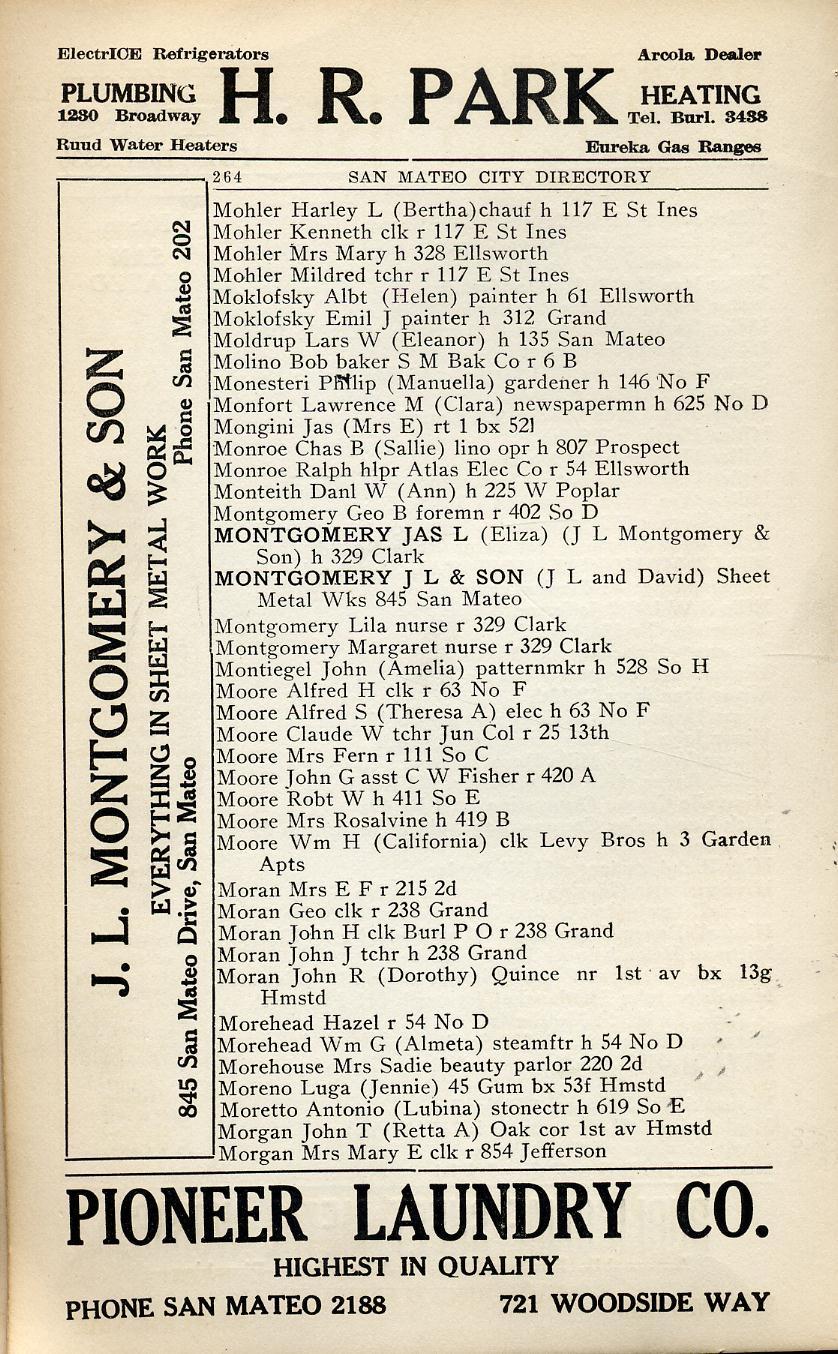 ElectrICE Refrigerators
Arcola Dealer
PLUMBING H. R. PARK HEATING
1230 Broadway
Tel. Burl. 3438
Ruud Water Heaters
Eureka Gas Ranges
264 SAN MATEO CITY DIRECTORY
Mohler Harley L (Bertha)chauf h 117 E St Ines
Mohler Kenneth clk r 117 E St Ines
Mohler Mrs Mary h 328 Ellsworth
Mohler Mildred tchr r 117 E St Ines
Moklofsky Albt (Helen) painter h 61 Ellsworth
Moklofsky Emil J painter h 312 Grand
Moldrup Lars W (Eleanor) h 135 San Mateo
Molino Bob baker S M Bak Co r 6 B
Monesteri Philip (Manuella) gardener h 146 No F
Monfort Lawrence M (Clara) newspapermn h 625 No D
Mongini Jas (Mrs E) rt 1 bx 521
Monroe Chas B (Sallie) lino opr h 807 Prospect
Monroe Ralph hlpr Atlas Elec Co r 54 Ellsworth
Monteith Danl W (Ann) h 225 W Poplar
Montgomery Geo B foremn r 402 So D
MONTGOMERY JAS L (Eliza) (J L Montgomery &
Son) h 329 Clark
MONTGOMERY J L & SON (J L and David) Sheet
Metal Wks 845 San Mateo
Montgomery Lila nurse r 329 Clark
Montgomery Margaret nurse r 329 Clark
Montiegel John (Amelia) patternmkr h 528 So H
Moore Alfred H clk r 63 No F
Moore Alfred S (Theresa A) elec h 63 No F
Moore Claude W tchr Jun Col r 25 13th
Moore Mrs Fern r 111 So C
Moore John G asst C W Fisher r 420 A
Moore Robt W h 411 So E
Moore Mrs Rosalvine h 419 B
Moore Wm H (California) clk Levy Bros h 3 Garden
Apts
Moran Mrs E F r 215 2d
Moran Geo clk r 238 Grand
Moran John H clk Burl P O r 238 Grand
Moran John J tchr h 238 Grand
Moran John R (Dorothy) Quince nr 1st av bx 13g
Hmstd
Morehead Hazel r 54 No D
Morehead Wm G (Almeta) steamftr h 54 No D
Morehouse Mrs Sadie beauty parlor 220 2d
Moreno Luga (Jennie) 45 Gum bx 53f Hmstd
Moretto Antonio (Lubina) stonectr h 619 So E
Morgan John T (Retta A) Oak cor 1st av Hmstd
Morgan Mrs Mary E clk r 854 Jefferson
J. L. MONTGOMERY & SON
EVERYTHING IN SHEET METAL WORK
845 San Mateo Drive, San Mateo
Phone San Mateo 202
PIONEER LAUNDRY CO.
HIGHEST IN QUALITY
PHONE SAN MATEO 2188
721 WOODSIDE WAY